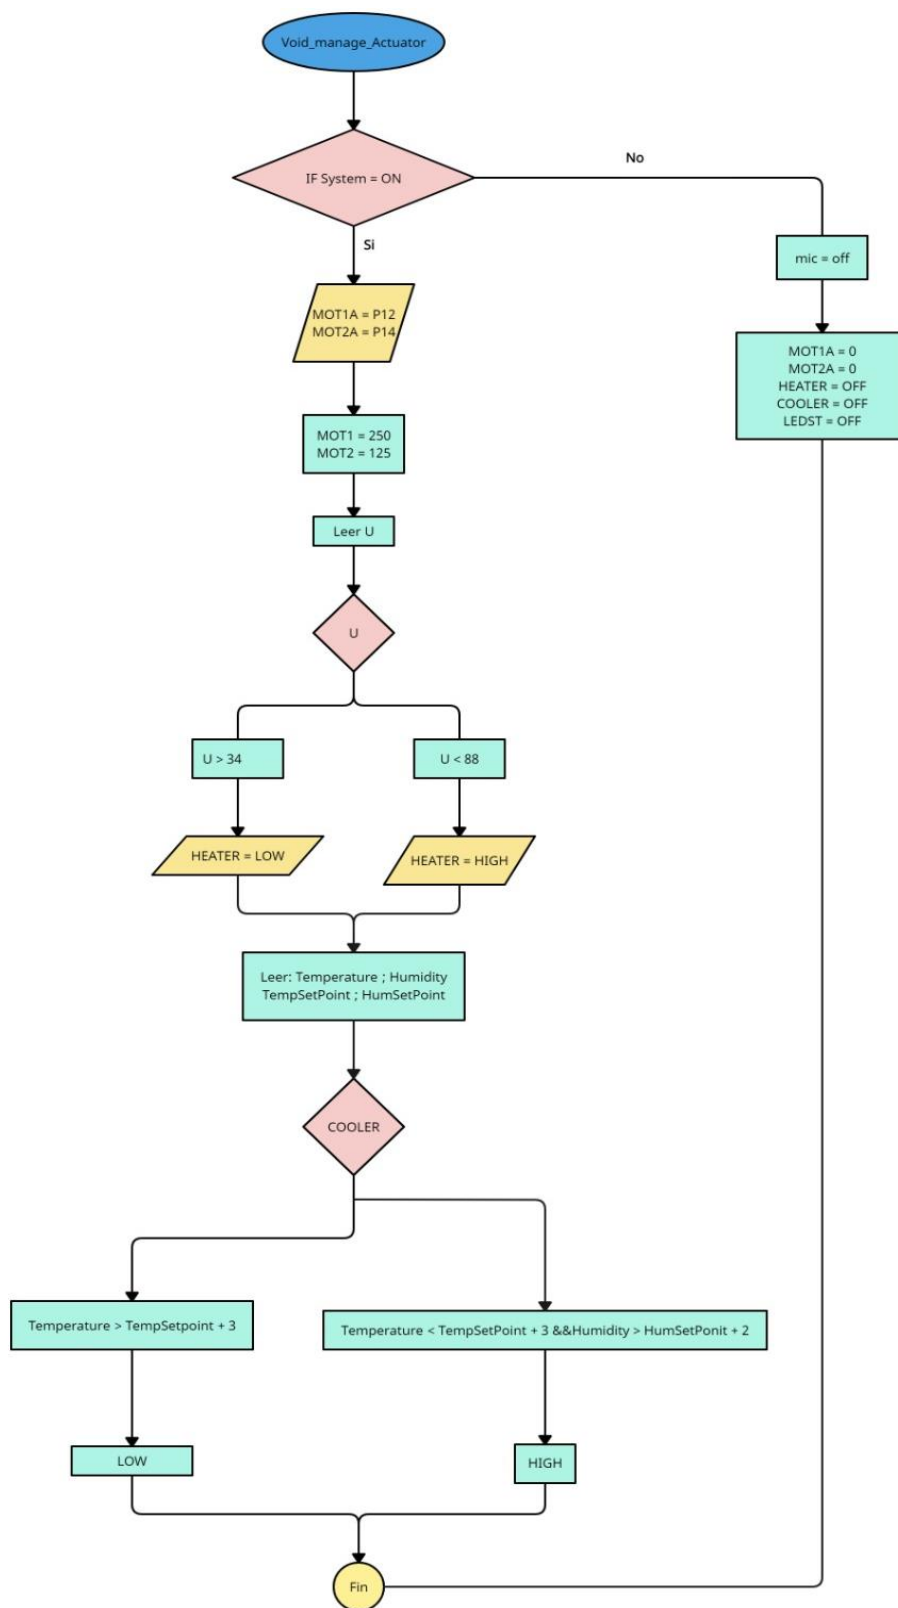 Void_manage_Actuator
IF System = ON
No
Si
mic = off
MOT1A = P12
MOT2A = P14
MOT1A = 0
MOT2A = 0
HEATER = OFF
COOLER = OFF
LEDST = OFF
MOT1 = 250
MOT2 = 125
Leer U
U
U > 34
U < 88
HEATER = LOW
HEATER = HIGH
Leer: Temperature ; Humidity
TempSetPoint ; HumSetPoint
COOLER
Temperature > TempSetpoint + 3
Temperature < TempSetPoint + 3 &&Humidity > HumSetPonit + 2
LOW
HIGH
Fin